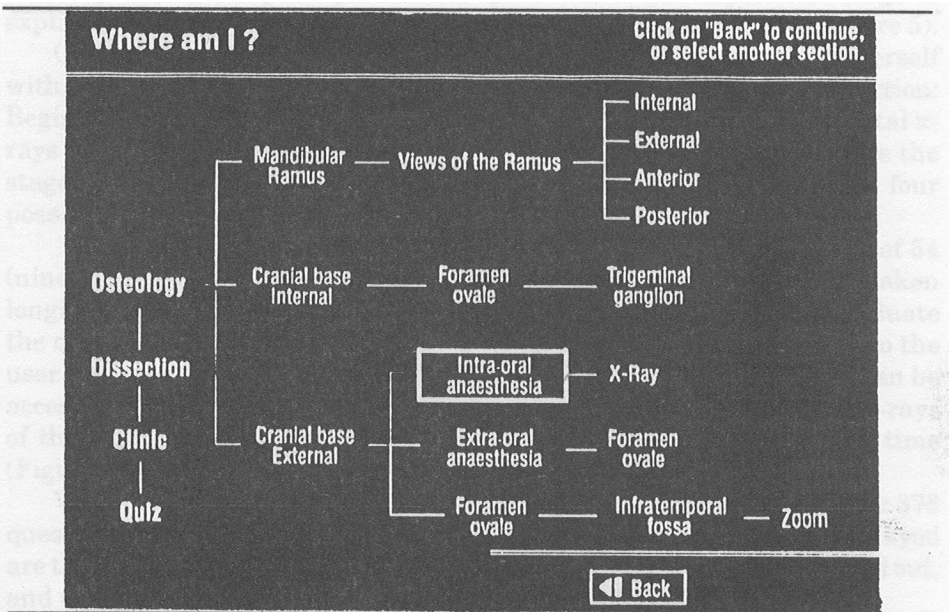 Where am I ?
Click on "Back" to continue,
or select another section.
Internal
External
Mandibular
Ramus
Views of the Ramus
Anterior
Posterior
Osteology
Cranial base
Internal
Foramen
ovale
Trigeminal
ganglion
Dissection
Intra-oral
anaesthesia
X-Ray
Clinic
Cranial base
External
Extra-oral
anaesthesia
Foramen
ovale
Quiz
Foramen
ovale
Infratemporal
fossa
Zoom
Back